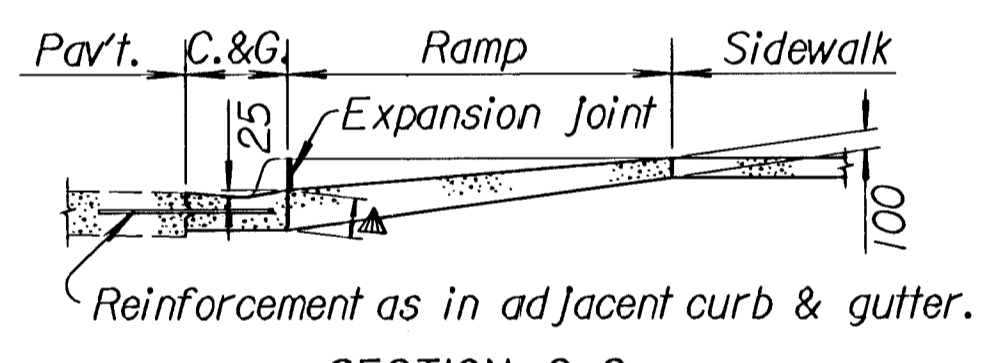 Pav't.
C.&G.
Ramp
Sidewalk
25
Expansion joint
100
Reinforcement as in adjacent curb & gutter.